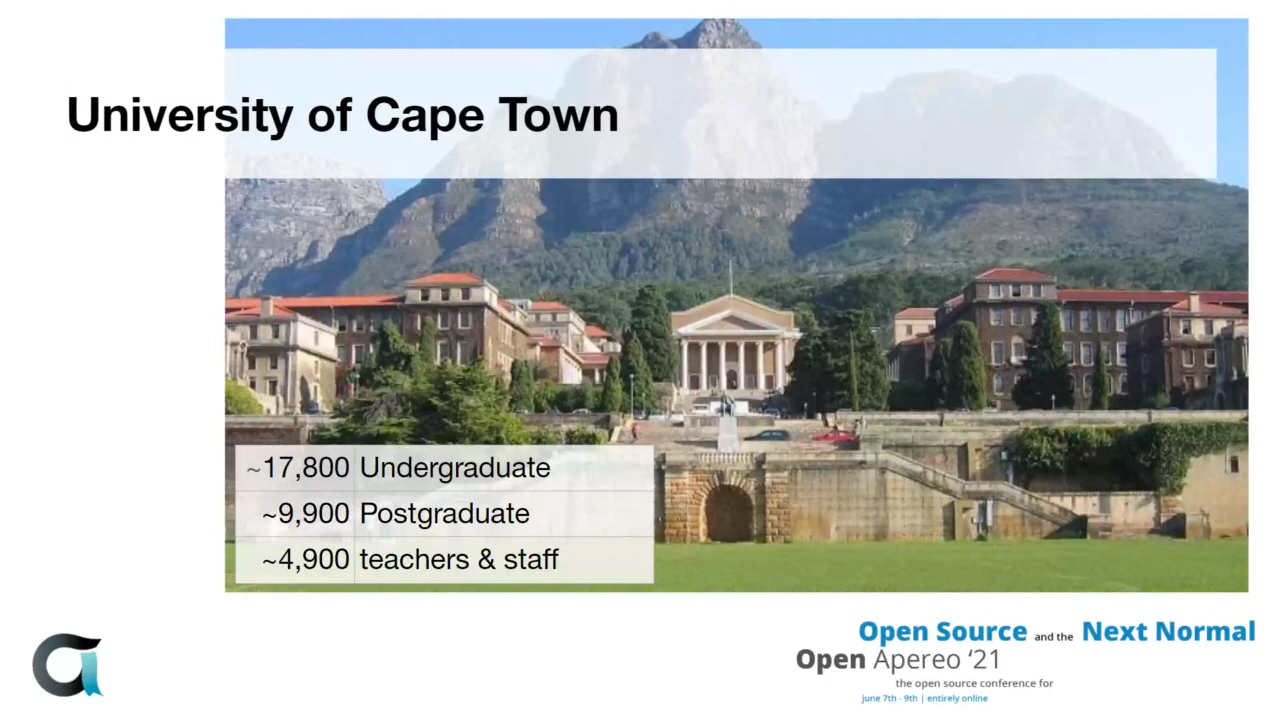 University of Cape Town
~17,800 Undergraduate
~9,900 Postgraduate
~4,900 teachers & staff
Open Source and the Next Normal
Open Apereo ‘21
the open source conference for
june 7th - 9th | entirely online